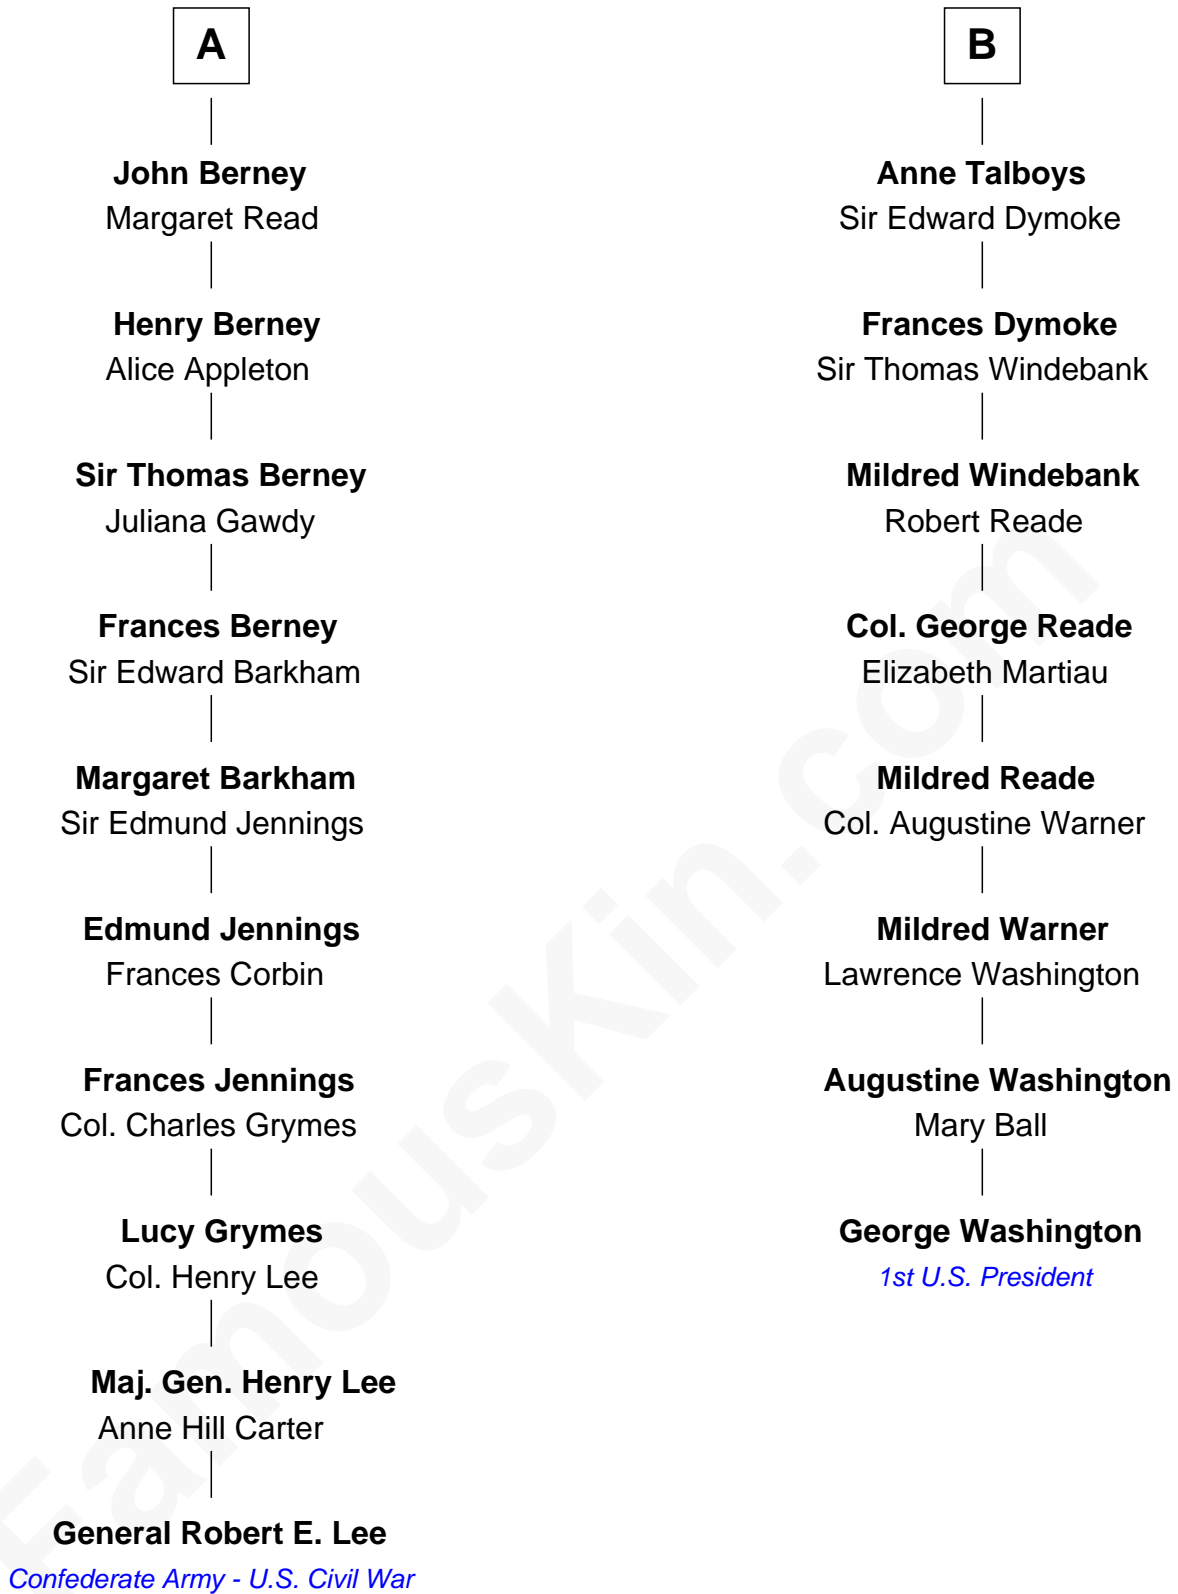 A
John Berney
Margaret Read
Henry Berney
Alice Appleton
Sir Thomas Berney
Juliana Gawdy
Frances Berney
Sir Edward Barkham
Margaret Barkham
Sir Edmund Jennings
Edmund Jennings
Frances Corbin
Frances Jennings
Col. Charles Grymes
Lucy Grymes
Col. Henry Lee
Maj. Gen. Henry Lee
Anne Hill Carter
General Robert E. Lee
Confederate Army - U.S. Civil War
B
Anne Talboys
Sir Edward Dymoke
Frances Dymoke
Sir Thomas Windebank
Mildred Windebank
Robert Reade
Col. George Reade
Elizabeth Martiau
Mildred Reade
Col. Augustine Warner
Mildred Warner
Lawrence Washington
Augustine Washington
Mary Ball
George Washington
1st U.S. President
FamousKin.com